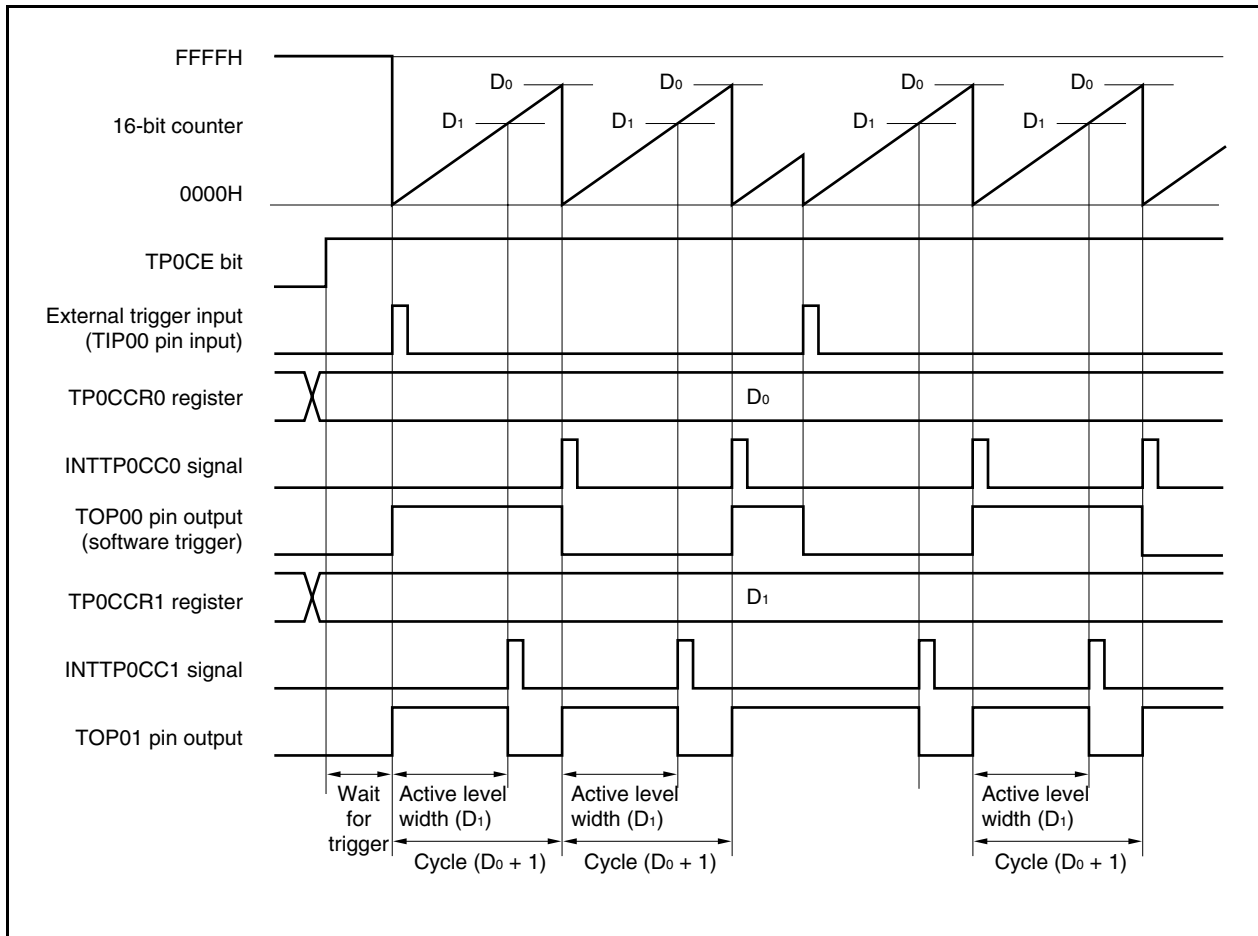 FFFFH
D0 D0 D0 D0
D1 D1 D1 D1
16-bit counter
0000H
TP0CE bit
External trigger input
(TIP00 pin input)
TP0CCR0 register D0
INTTP0CC0 signal
TOP00 pin output
(software trigger)
TP0CCR1 register D1
INTTP0CC1 signal
TOP01 pin output
Wait
for
trigger
Active level
width (D1)
Active level
width (D1)
Active level
width (D1)
Cycle (D0 + 1)
Cycle (D0 + 1)
Cycle (D0 + 1)